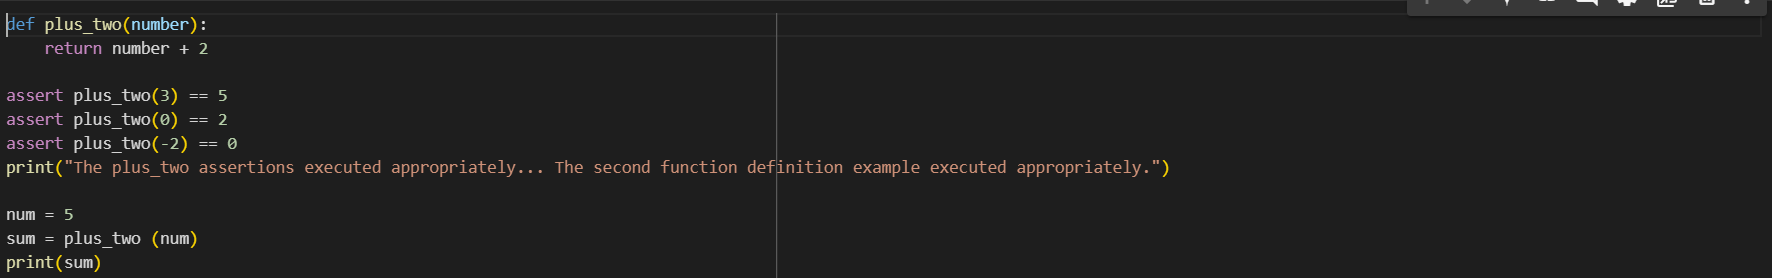 def plus_two(number):
    return number + 2
assert plus_two(3) == 5
assert plus_two(0) == 2
assert plus_two(-2) == 0
print("The plus_two assertions executed appropriately... The second function definition example executed appropriately.")
num = 5
sum = plus_two (num)
print(sum)